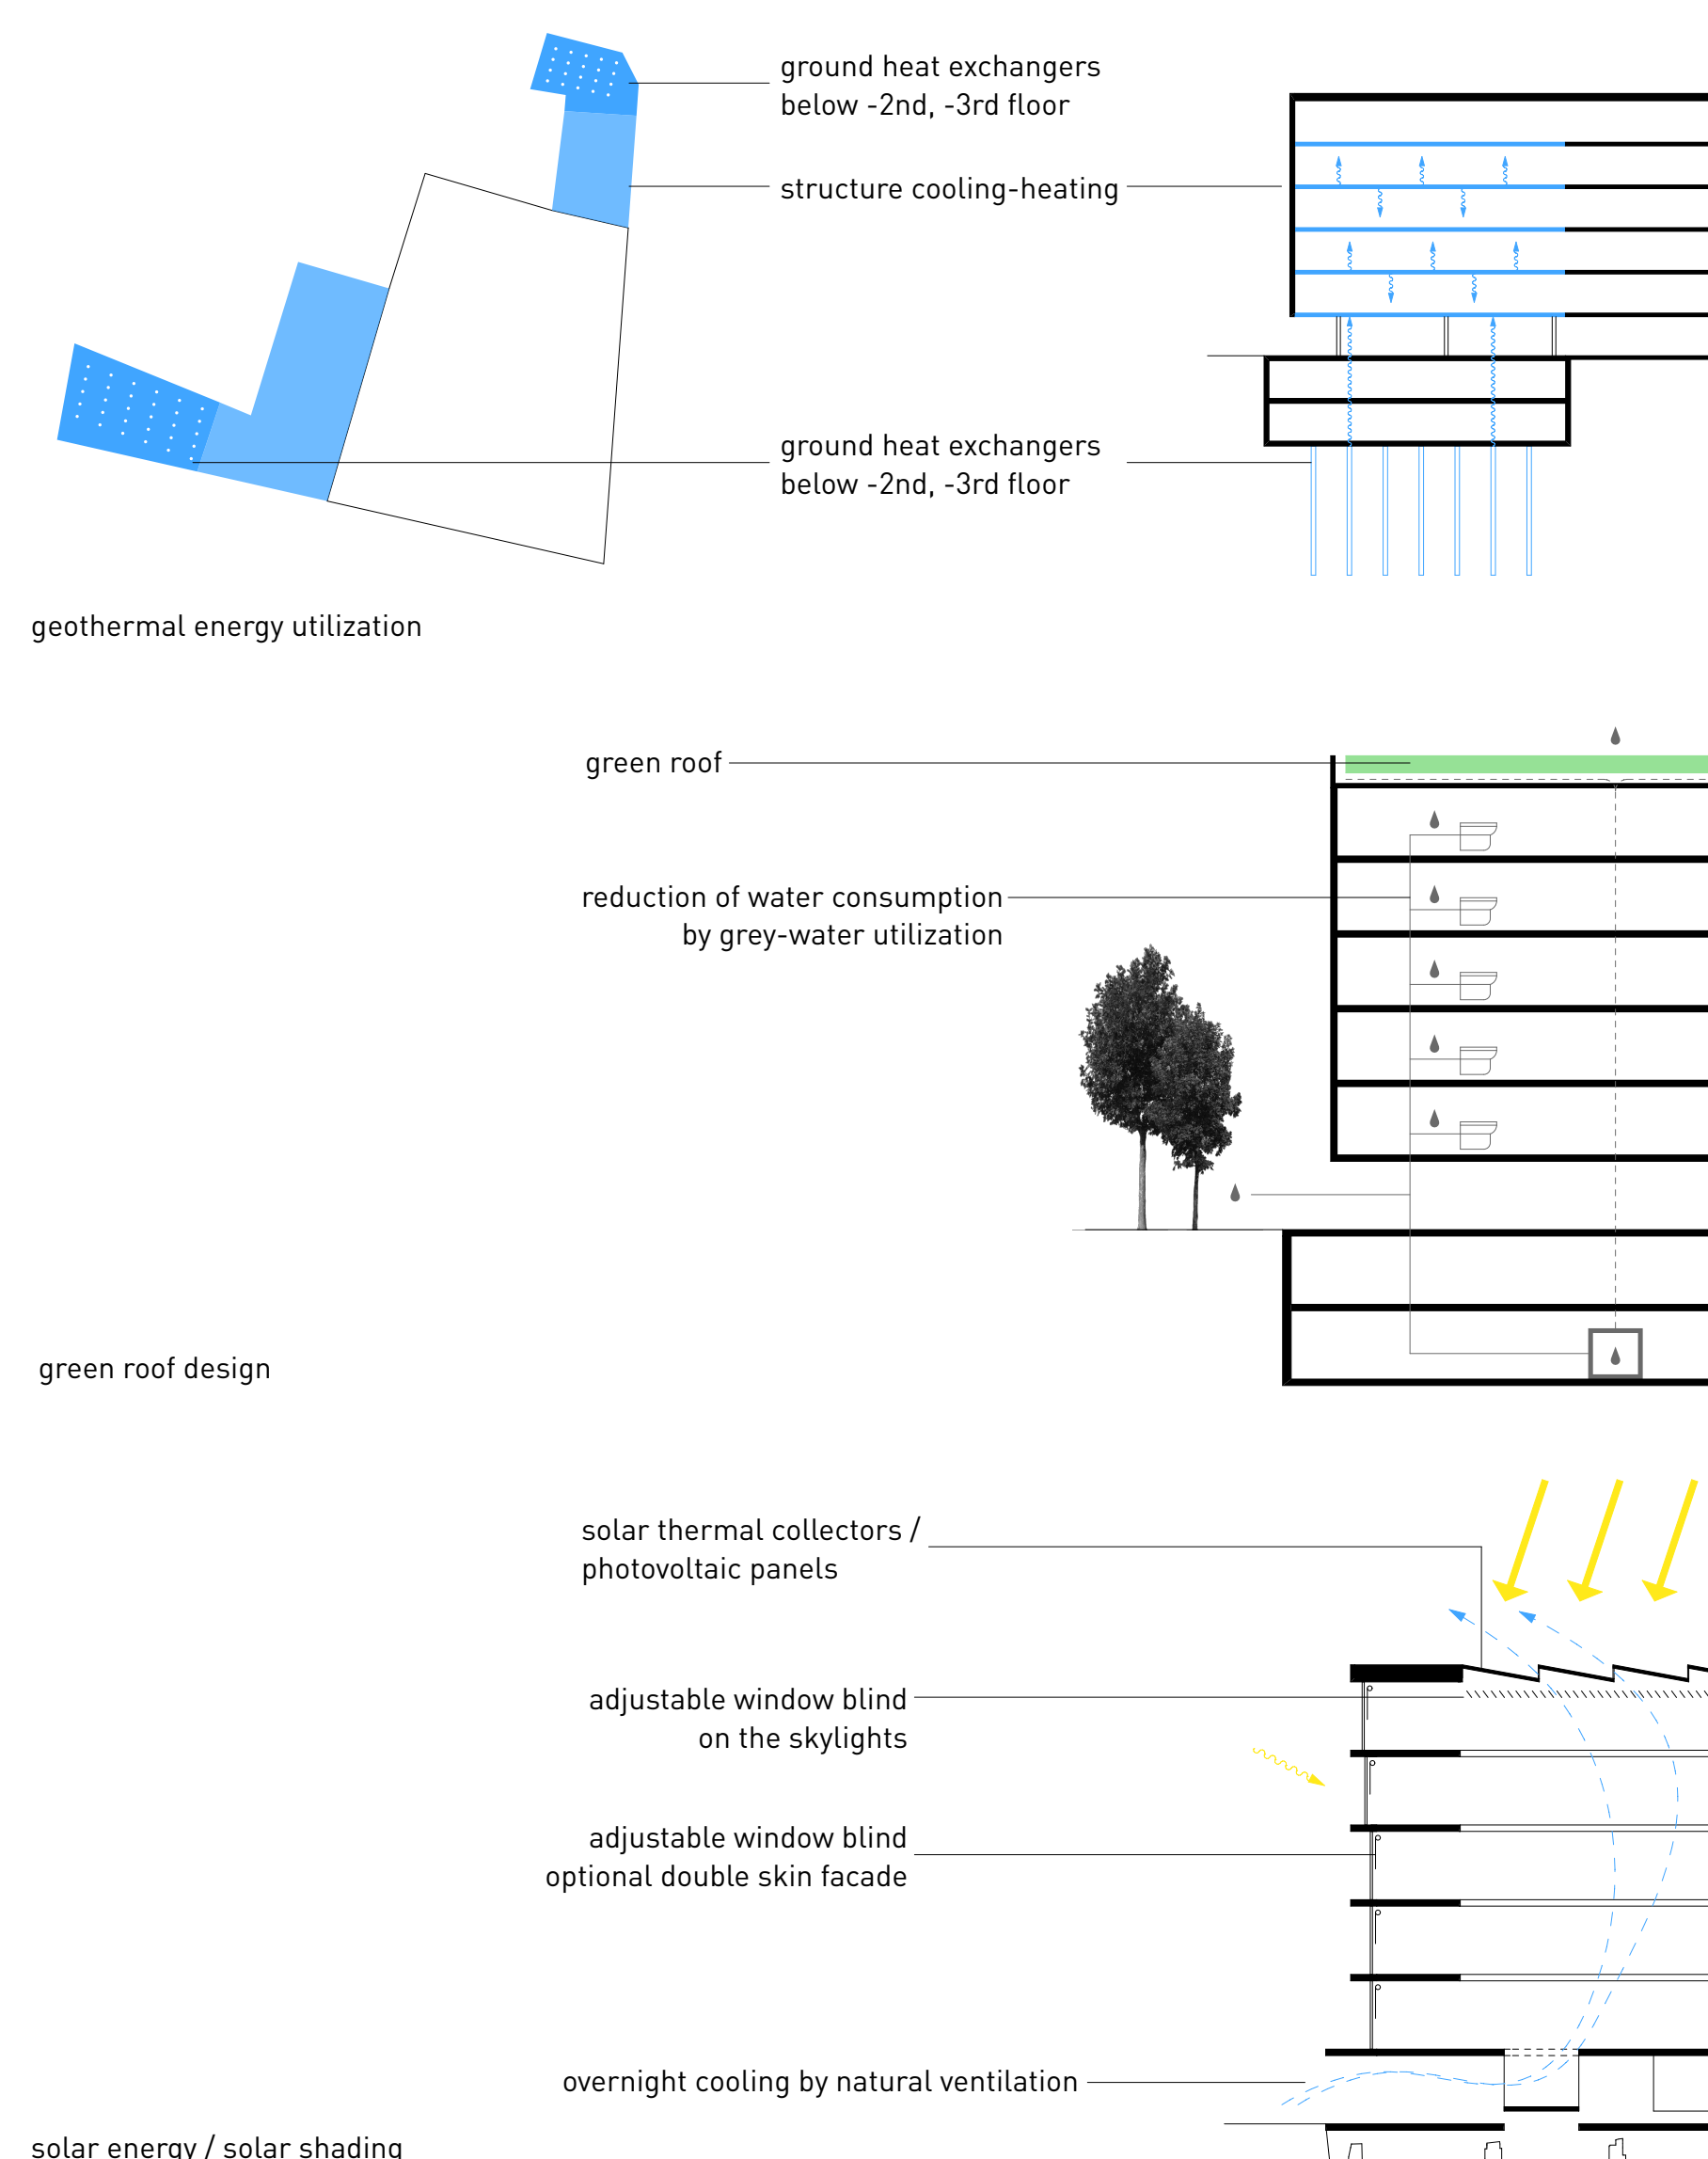 ground heat exchangers
below -2nd, -3rd floor
structure cooling-heating
ground heat exchangers
below -2nd, -3rd floor
geothermal energy utilization
green roof
reduction of water consumption
by grey-water utilization
green roof design
solar thermal collectors /
photovoltaic panels
adjustable window blind
on the skylights
adjustable window blind
optional double skin facade
overnight cooling by natural ventilation
solar energy / solar shading